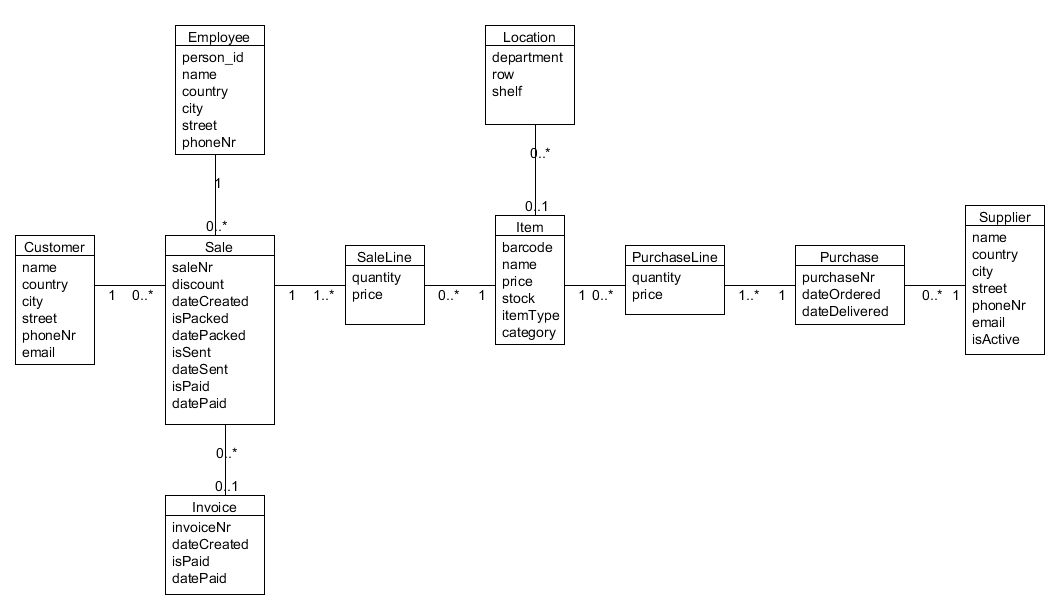 Employee
person_id
name
country
city
street
phoneNr
1
0..*
Location
department
row
shelf
0..*
0..1
Customer
name
country
city
street
phoneNr
email
1
0..*
Sale
saleNr
discount
dateCreated
isPacked
datePacked
isSent
dateSent
isPaid
datePaid
1
1..*
SaleLine
quantity
price
0..*
1
Item
barcode
name
price
stock
itemType
category
1
0..*
PurchaseLine
quantity
price
1..*
1
Purchase
purchaseNr
dateOrdered
dateDelivered
0..*
1
Supplier
name
country
city
street
phoneNr
email
isActive
0..*
0..1
Invoice
invoiceNr
dateCreated
isPaid
datePaid